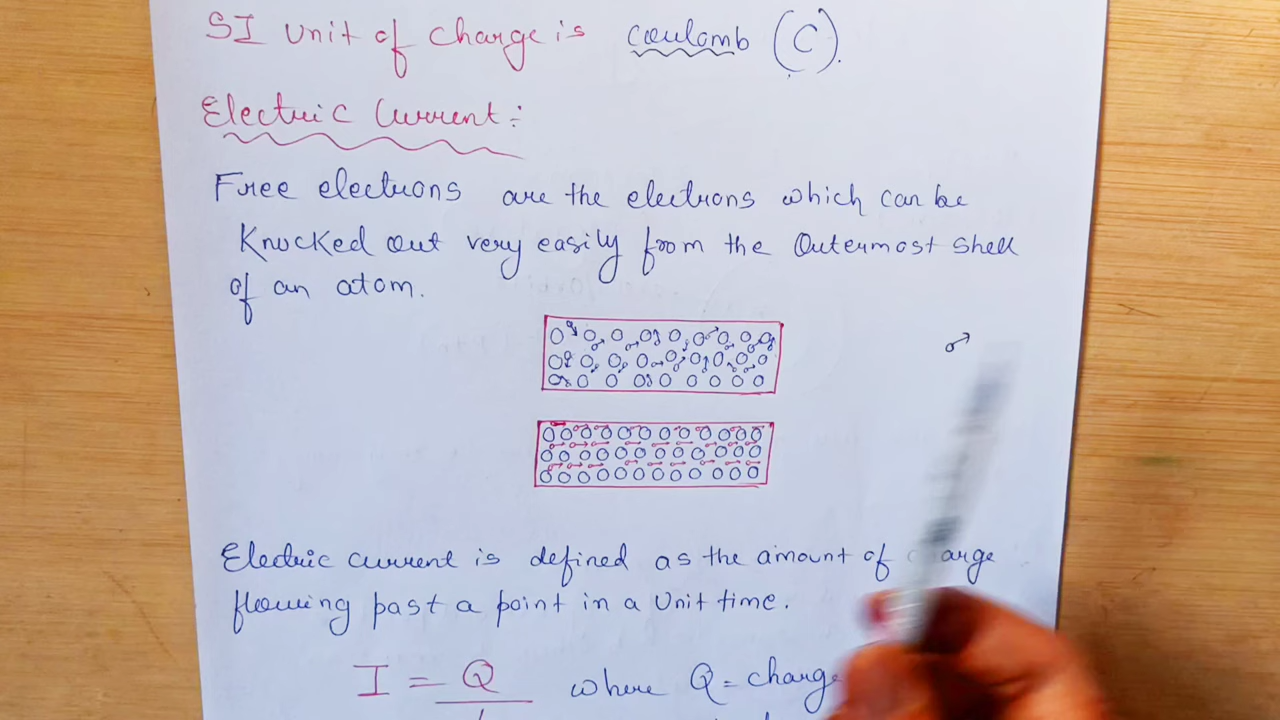 SI unit of charge is coulomb (C).
Electric Current:
Free electrons are the electrons which can be
Knocked out very easily from the Outermost shell
of an atom.
Electric current is defined as the amount of charge
flowing past a point in a Unit time.
I = Q where Q = charge